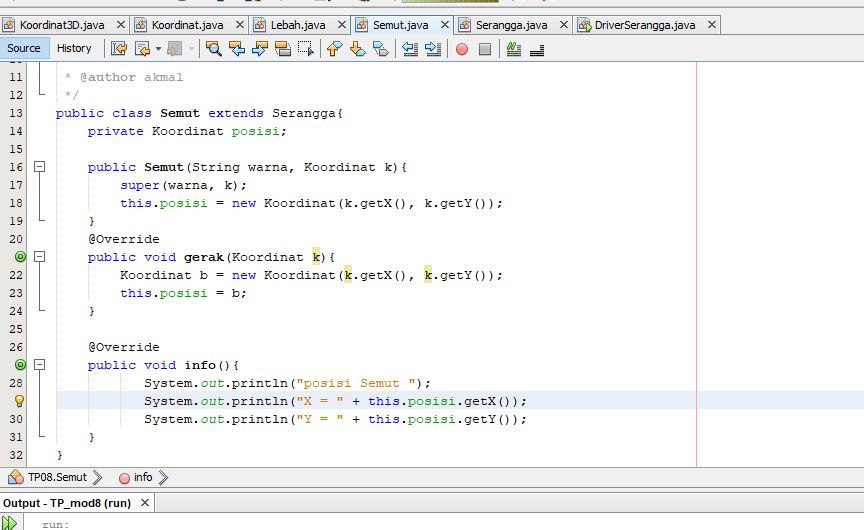 Koordinat3D.java Koordinat.java Lebah.java Semut.java Serangga.java DriverSerangga.java
Source History
11 * @author akmal
12 */
13 public class Semut extends Serangga{
14 private Koordinat posisi;
15
16 public Semut(String warna, Koordinat k){
17 super(warna, k);
18 this.posisi = new Koordinat(k.getX(), k.getY());
19 }
20 @Override
public void gerak(Koordinat k){
22 Koordinat b = new Koordinat(k.getX(), k.getY());
23 this.posisi = b;
24 }
25
26 @Override
public void info(){
28 System.out.println("posisi Semut ");
System.out.println("X = " + this.posisi.getX());
30 System.out.println("Y = " + this.posisi.getY());
31 }
32 }
TP08.Semut info
Output - TP_mod8 (run)
run: